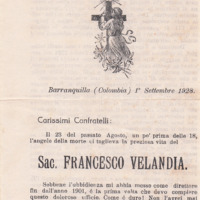 Barranquilla (Colombia) 1° Settembre 1928.
Carissimi Confratelli:
Il 23 del passato Agosto, un pe' prima delle 18,
l'angelo della morte ci toglieva la preziosa vita del
Sac. FRANCESCO VELANDIA.
Sebbene l'ubbidienza mi abbia messo come direttore
fin dall'anno 1901, è la prima volta che devo compiere
questo doloroso ufficio. Come è duro! Non l'avrei mai